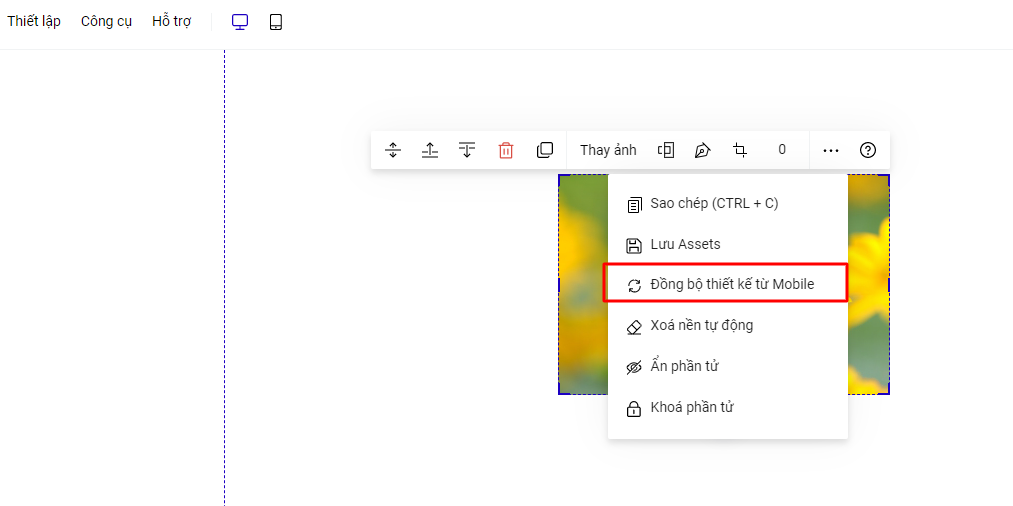 Thiết lập Công cụ Hỗ trợ
Thay ảnh 0
Sao chép (CTRL + C)
Lưu Assets
Đồng bộ thiết kế từ Mobile
Xoá nền tự động
Ẩn phần tử
Khoá phần tử